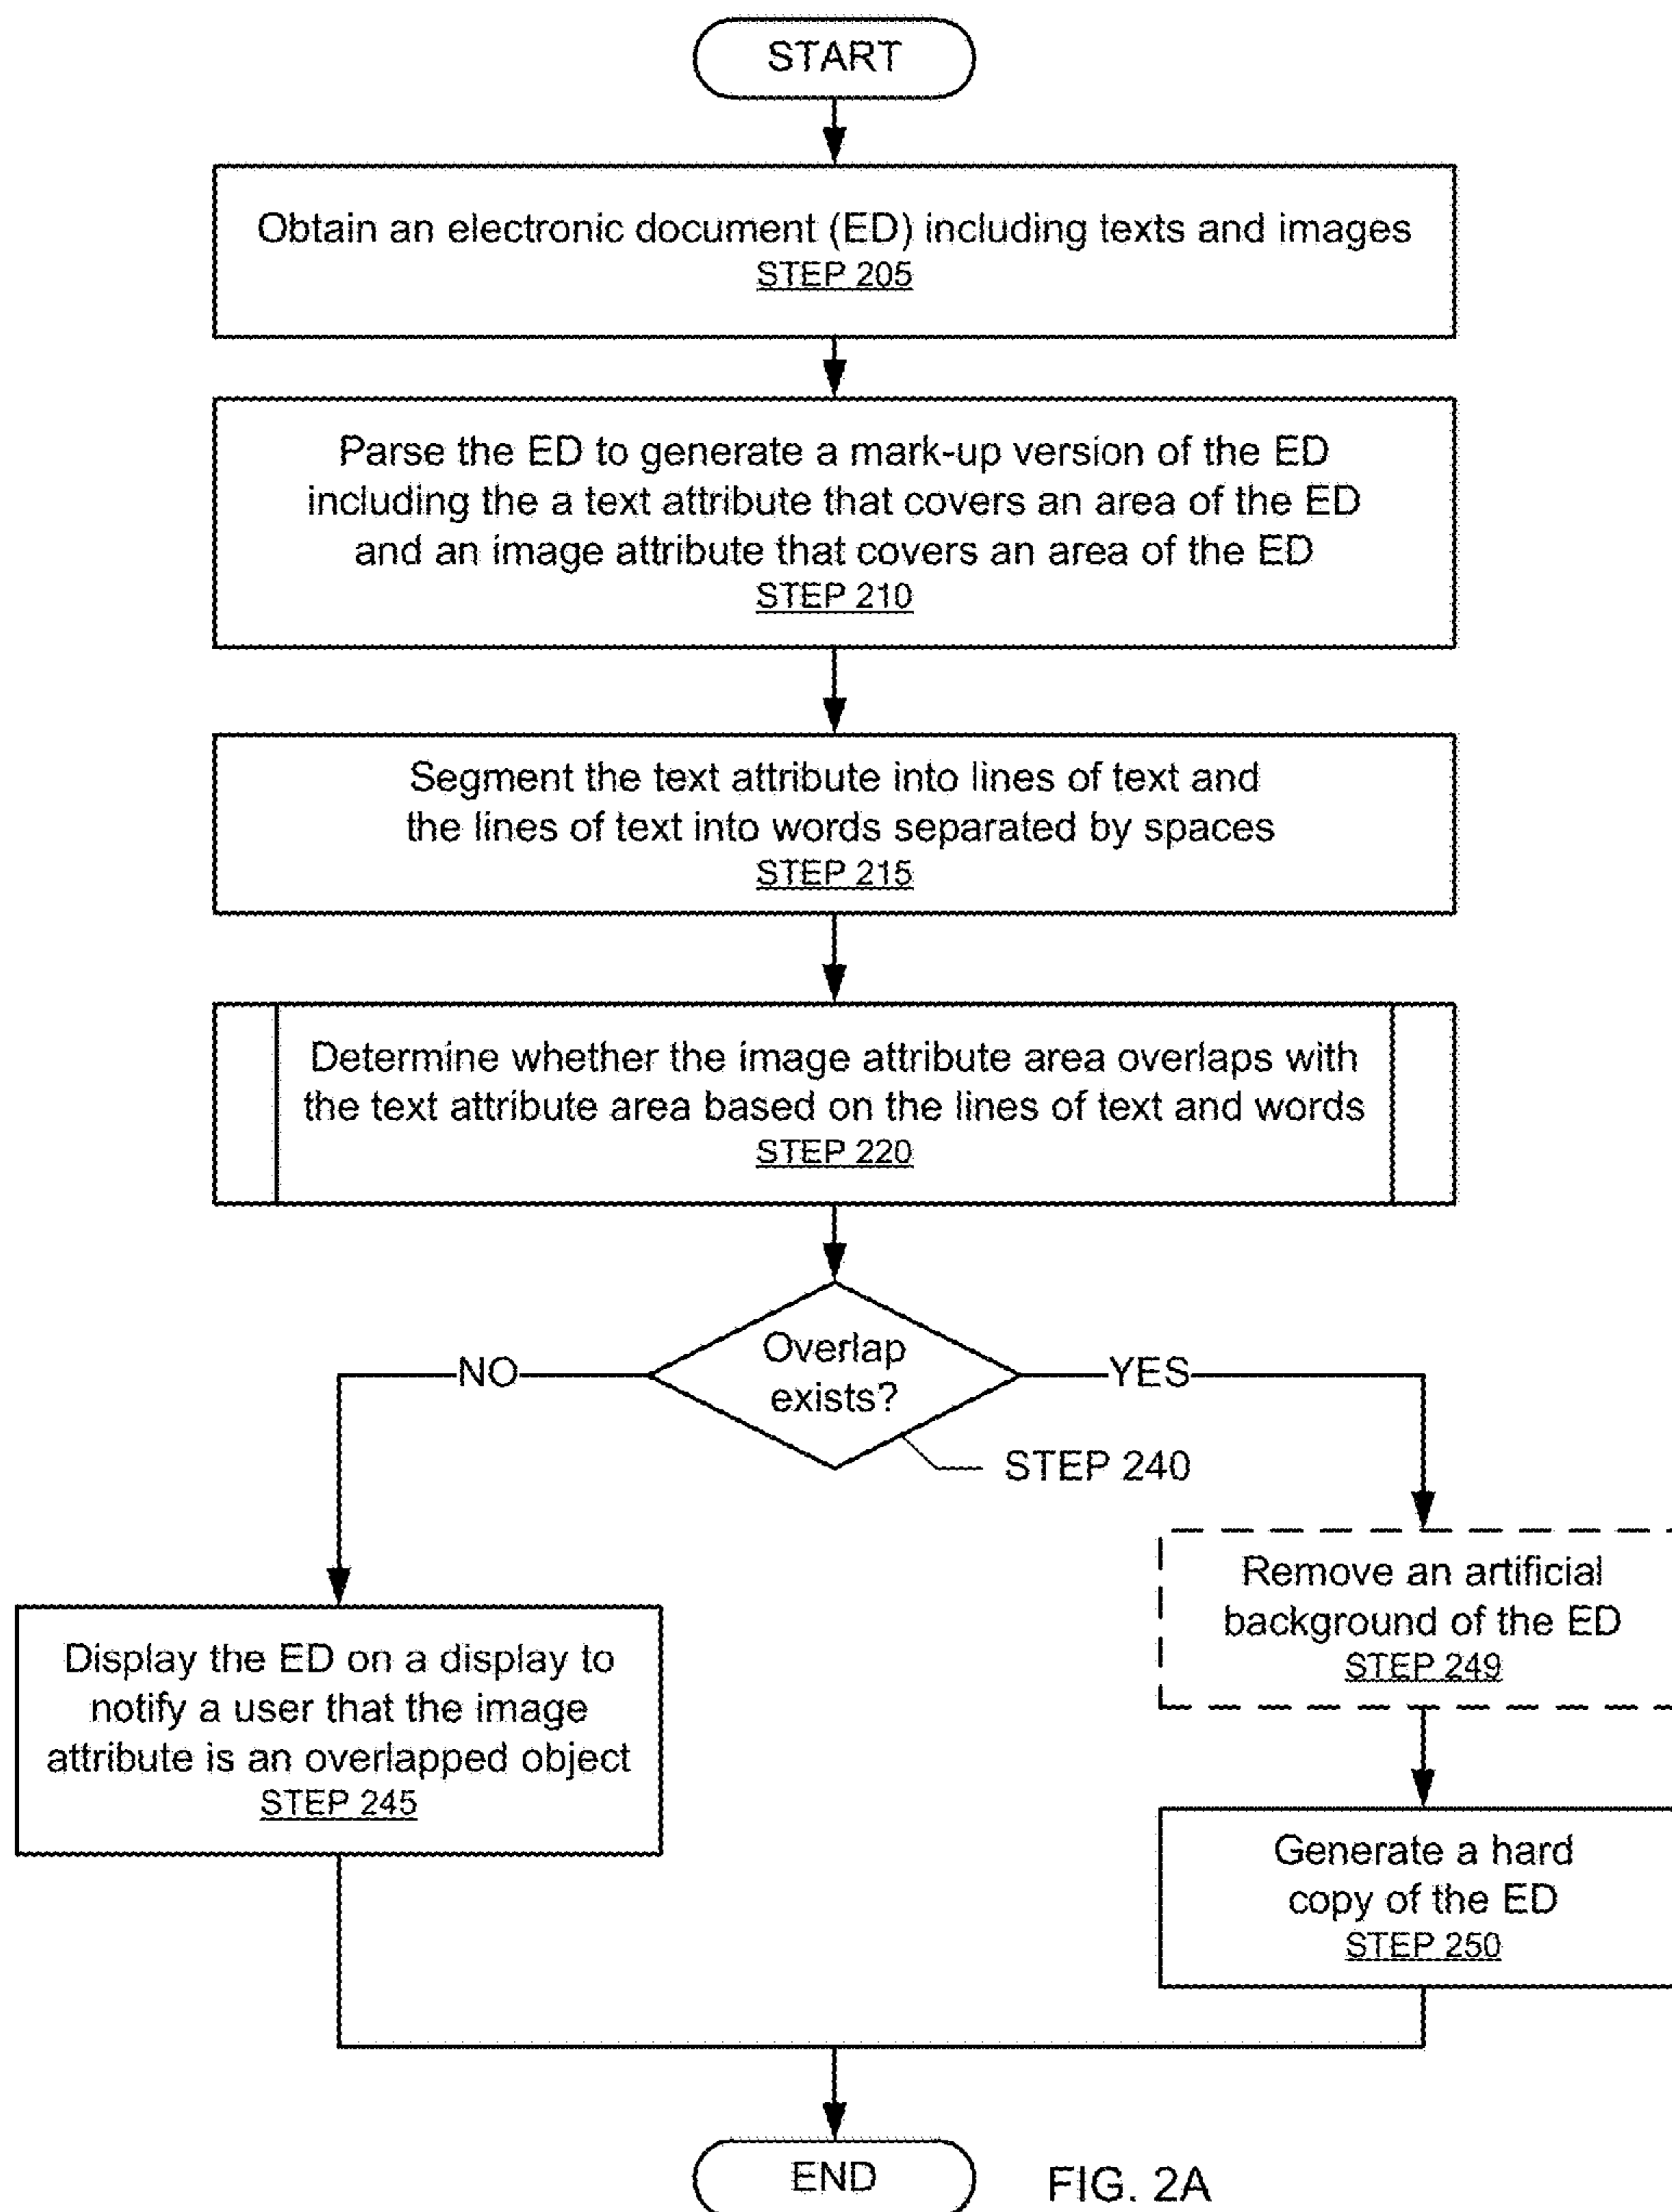 START
Obtain an electronic document (ED) including texts and images
STEP 205
Parse the ED to generate a mark-up version of the ED
including the a text attribute that covers an area of the ED
and an image attribute that covers an area of the ED
STEP 210
Segment the text attribute into lines of text and
the lines of text into words separated by spaces
STEP 215
Determine whether the image attribute area overlaps with
the text attribute area based on the lines of text and words
STEP 220
Overlap
exists?
NO
YES
STEP 240
Remove an artificial
background of the ED
STEP 249
Display the ED on a display to
notify a user that the image
attribute is an overlapped object
STEP 245
Generate a hard
copy of the ED
STEP 250
END
FIG. 2A